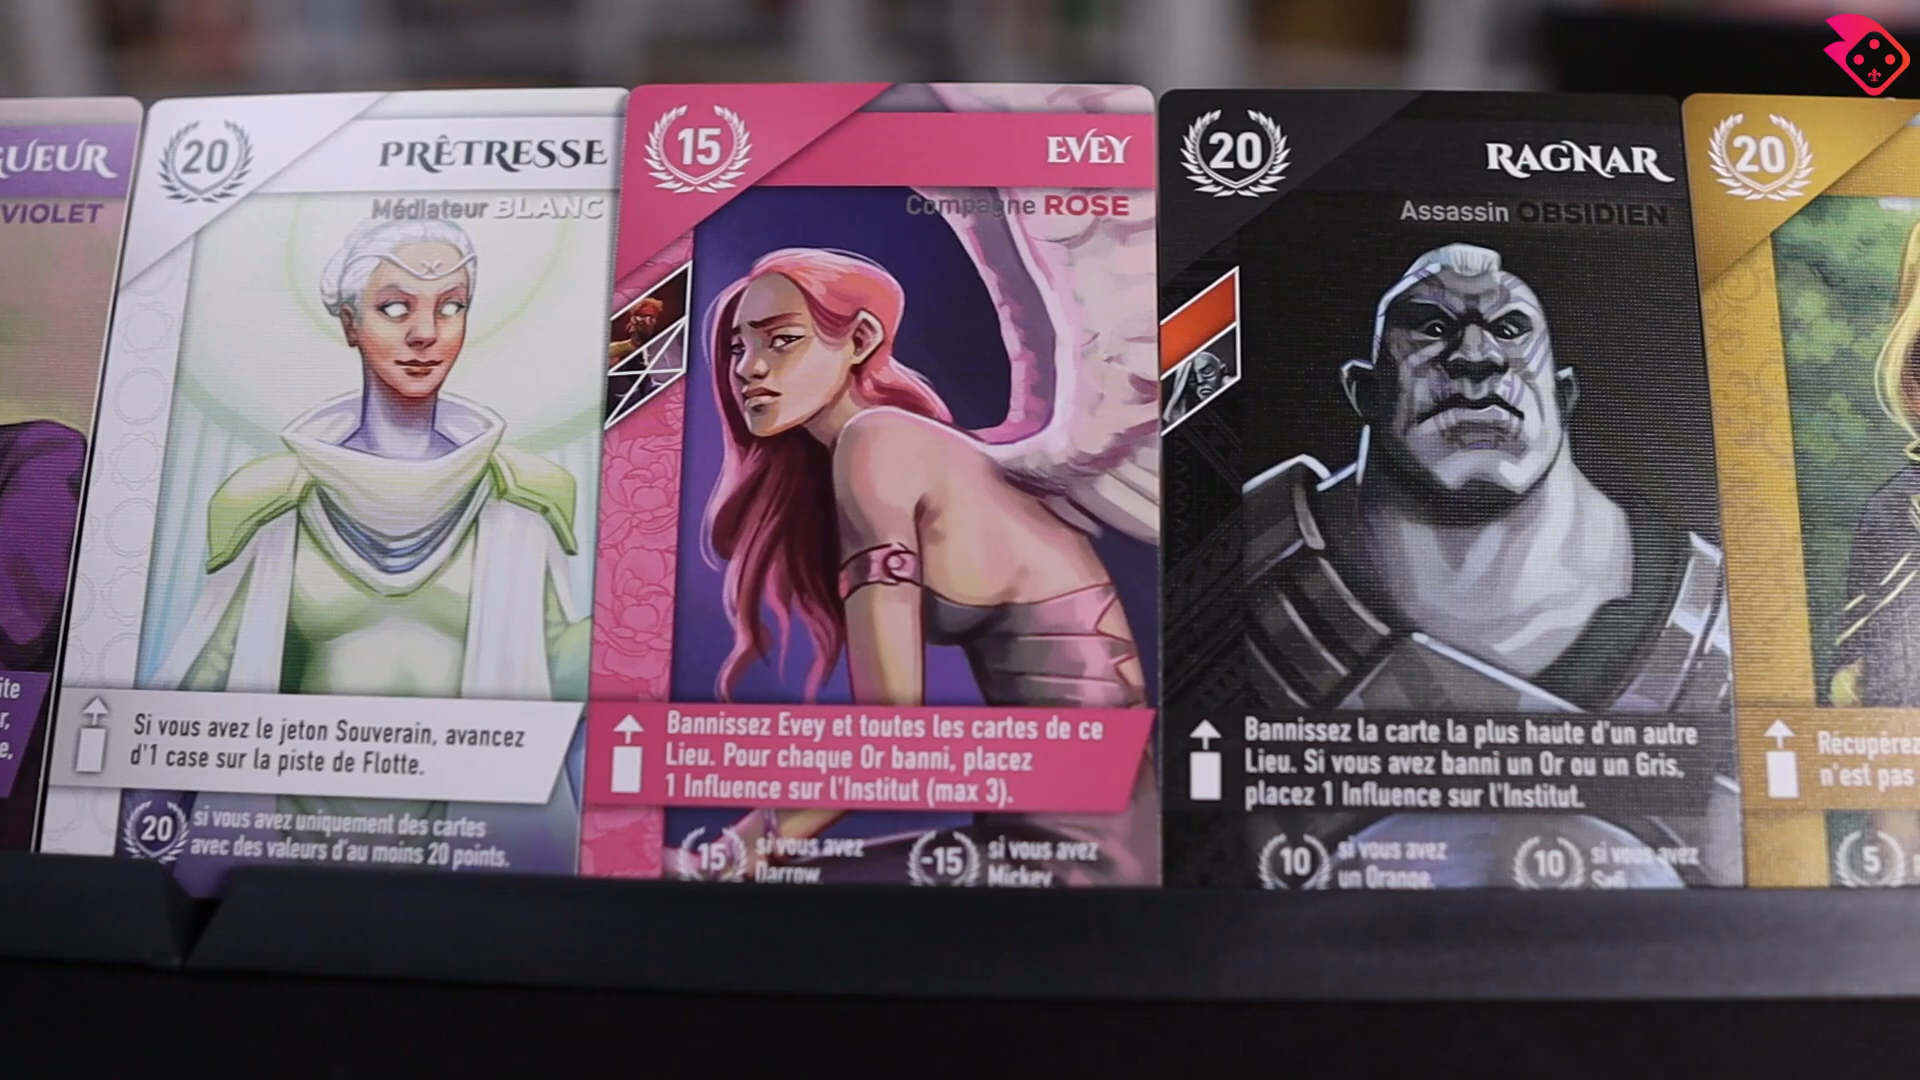 GUEUR
VIOLET
ite
r,
e,
20
PRÊTRESSE
Médiateur BLANC
Si vous avez le jeton Souverain, avancez
d'1 case sur la piste de Flotte.
20 si vous avez uniquement des cartes
avec des valeurs d'au moins 20 points.
15
EVEY
Compagne ROSE
Bannissez Evey et toutes les cartes de ce
Lieu. Pour chaque Or banni, placez
1 Influence sur l'Institut (max 3).
15 si vous avez
Darrow.
-15 si vous avez
Mickey.
20
RAGNAR
Assassin OBSIDIEN
Bannissez la carte la plus haute d'un autre
Lieu. Si vous avez banni un Or ou un Gris,
placez 1 Influence sur l'Institut.
10 si vous avez
un Orange.
10 si vous avez
Sefi.
20
Récupérez
n'est pas
5